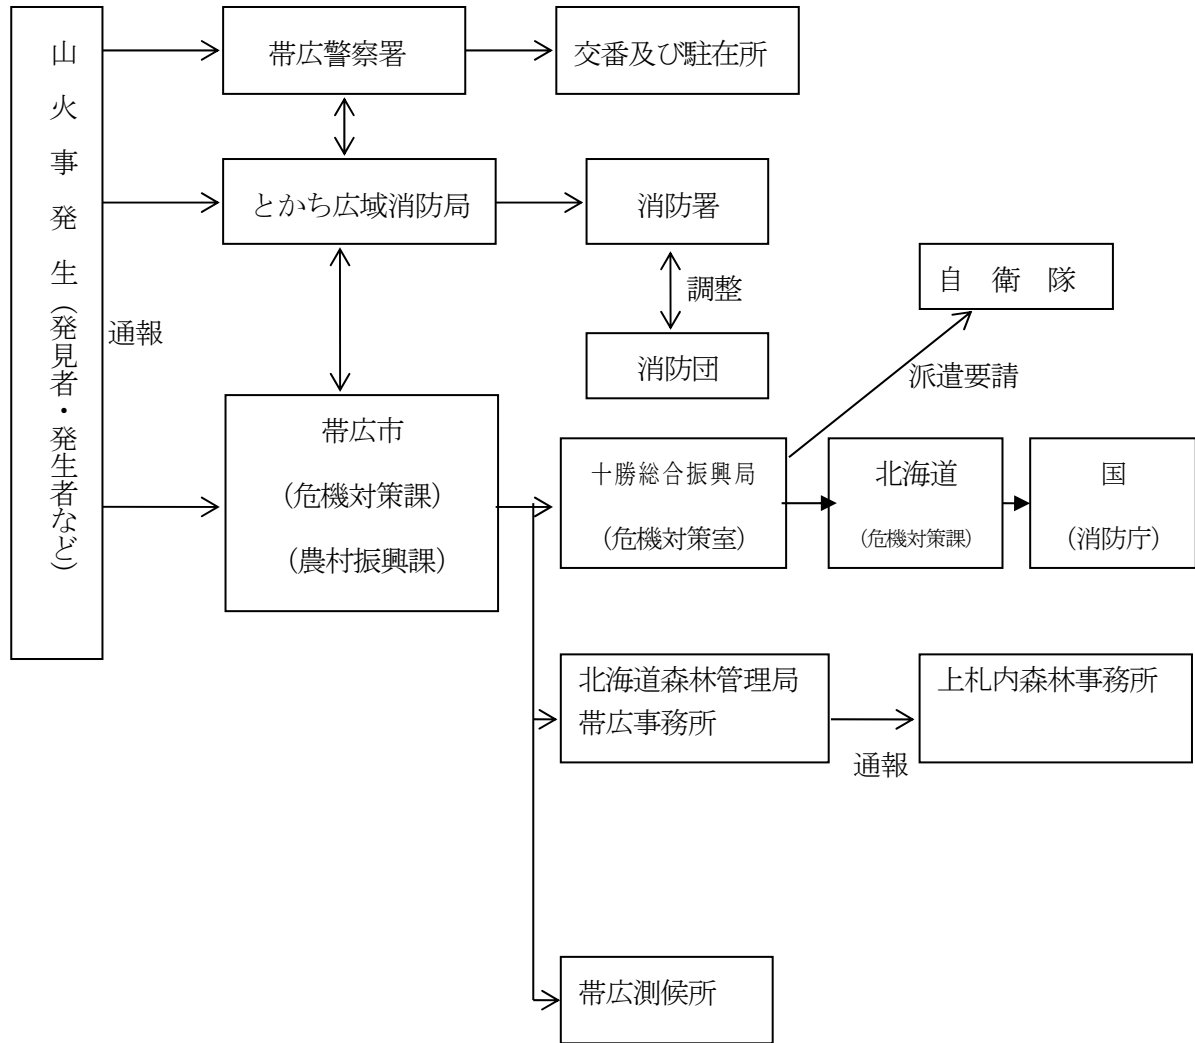 山火事発生(発見者・発生者など)
通報
帯広警察署
交番及び駐在所
とかち広域消防局
消防署
調整
消防団
自 衛 隊
派遣要請
帯広市
(危機対策課)
(農村振興課)
十勝総合振興局
(危機対策室)
北海道
(危機対策課)
国
(消防庁)
北海道森林管理局
帯広事務所
通報
上札内森林事務所
帯広測候所